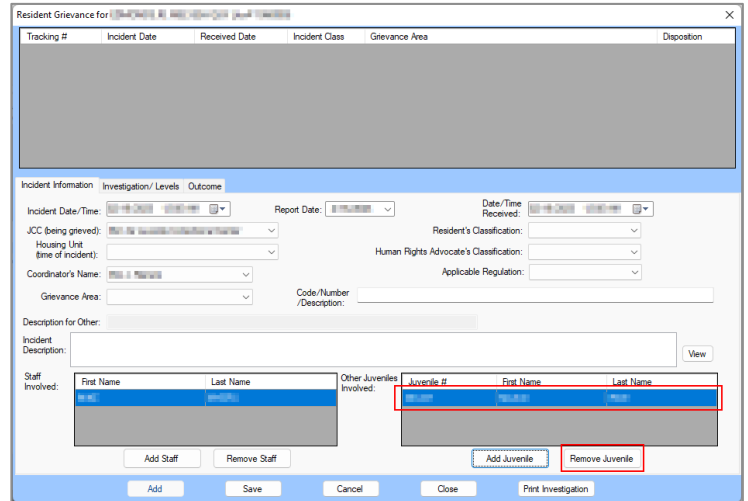 Resident Grievance for
Tracking # Incident Date Received Date Incident Class Grievance Area Disposition
Incident Information Investigation/ Levels Outcome
Incident Date/Time: Report Date: Date/Time Received:
JCC (being grieved): Resident's Classification:
Housing Unit (time of incident): Human Rights Advocate's Classification:
Coordinator's Name: Applicable Regulation:
Grievance Area: Code/Number /Description:
Description for Other:
Incident Description: View
Staff Involved: First Name Last Name Other Juveniles Involved: Juvenile # First Name Last Name
Add Staff Remove Staff Add Juvenile Remove Juvenile
Add Save Cancel Close Print Investigation